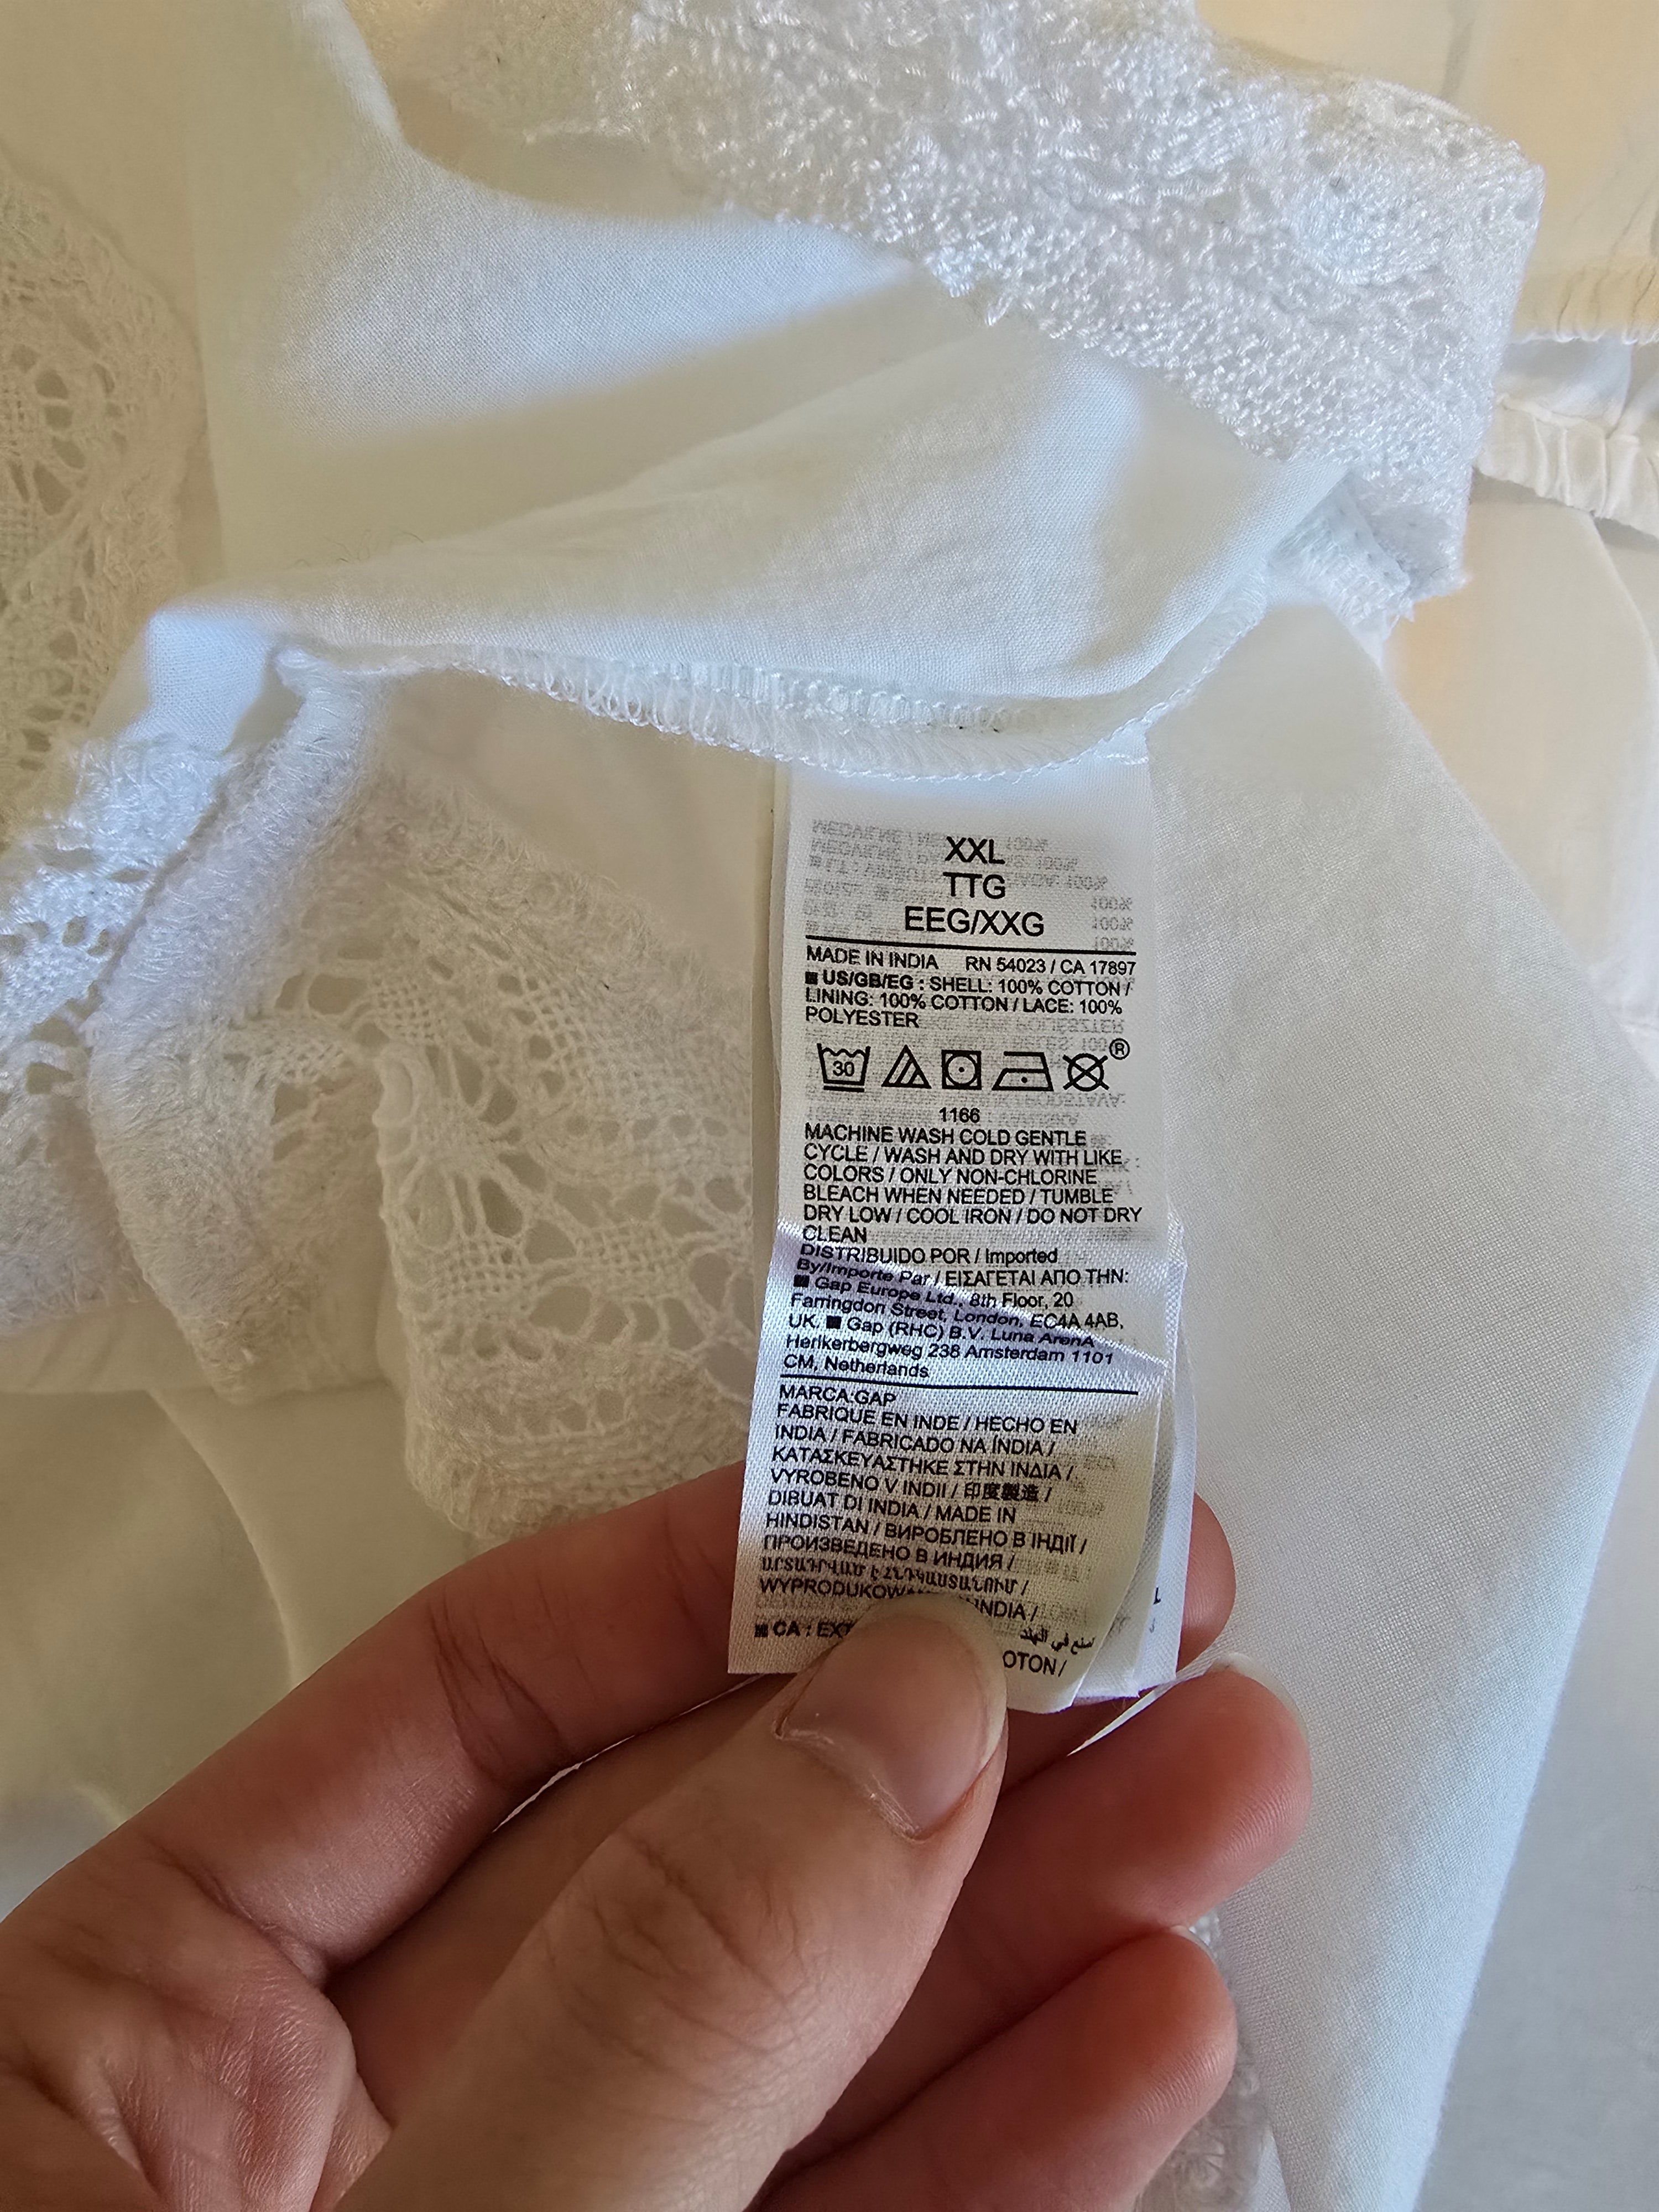 XXL
TTG
EEG/XXG
MADE IN INDIA RN 54023 / CA 17897
■ US/GB/EG : SHELL: 100% COTTON /
LINING: 100% COTTON / LACE: 100%
POLYESTER
30 ®
1166
MACHINE WASH COLD GENTLE
CYCLE / WASH AND DRY WITH LIKE
COLORS / ONLY NON-CHLORINE
BLEACH WHEN NEEDED / TUMBLE
DRY LOW / COOL IRON / DO NOT DRY
CLEAN
DISTRIBUIDO POR / Imported
By/Importe Par / ΕΙΣΑΓΕΤΑΙ ΑΠΟ ΤΗΝ:
■ Gap Europe Ltd., 8th Floor, 20
Farringdon Street, London, EC4A 4AB,
UK. ■ Gap (RHC) B.V. Luna ArenA
Herikerbergweg 238 Amsterdam 1101
CM, Netherlands
MARCA:GAP
FABRIQUE EN INDE / HECHO EN
INDIA / FABRICADO NA ÍNDIA /
ΚΑΤΑΣΚΕΥΑΣΤΗΚΕ ΣΤΗΝ ΙΝΔΙΑ /
VYROBENO V INDII / 印度製造 /
DIBUAT DI INDIA / MADE IN
HINDISTAN / ВИРОБЛЕНО В ІНДІЇ /
ПРОИЗВЕДЕНО В ИНДИЯ /
ԱՐՏԱԴՐՎԱԾ Է ՀՆԴԿԱՍՏԱՆՈՒՄ /
INDIA /
صنع في الهند
■ CA : OTON /